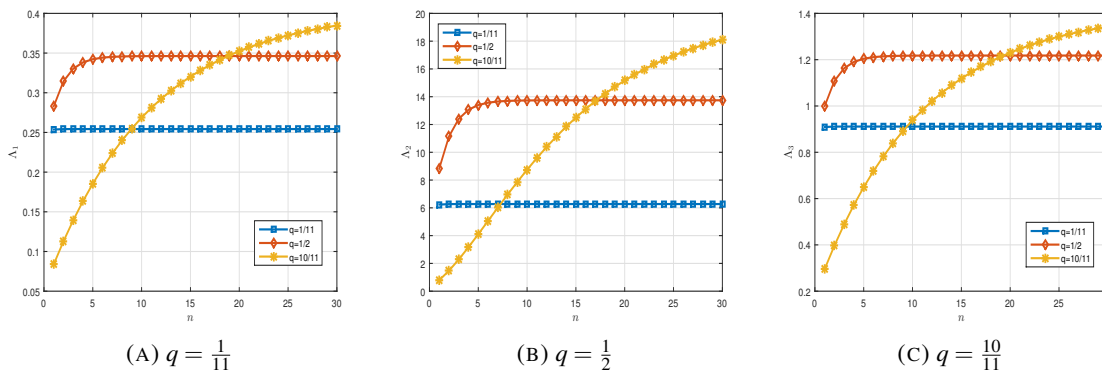 0.4
0.35
0.3
0.25
0.2
0.15
0.1
0.05
Λ₁
0 5 10 15 20 25 30
n
q=1/11
q=1/2
q=10/11
(A) q = 1/11
20
18
16
14
12
10
8
6
4
2
0
Λ₂
0 5 10 15 20 25 30
n
q=1/11
q=1/2
q=10/11
(B) q = 1/2
1.4
1.2
1
0.8
0.6
0.4
0.2
Λ₃
0 5 10 15 20 25
n
q=1/11
q=1/2
q=10/11
(C) q = 10/11